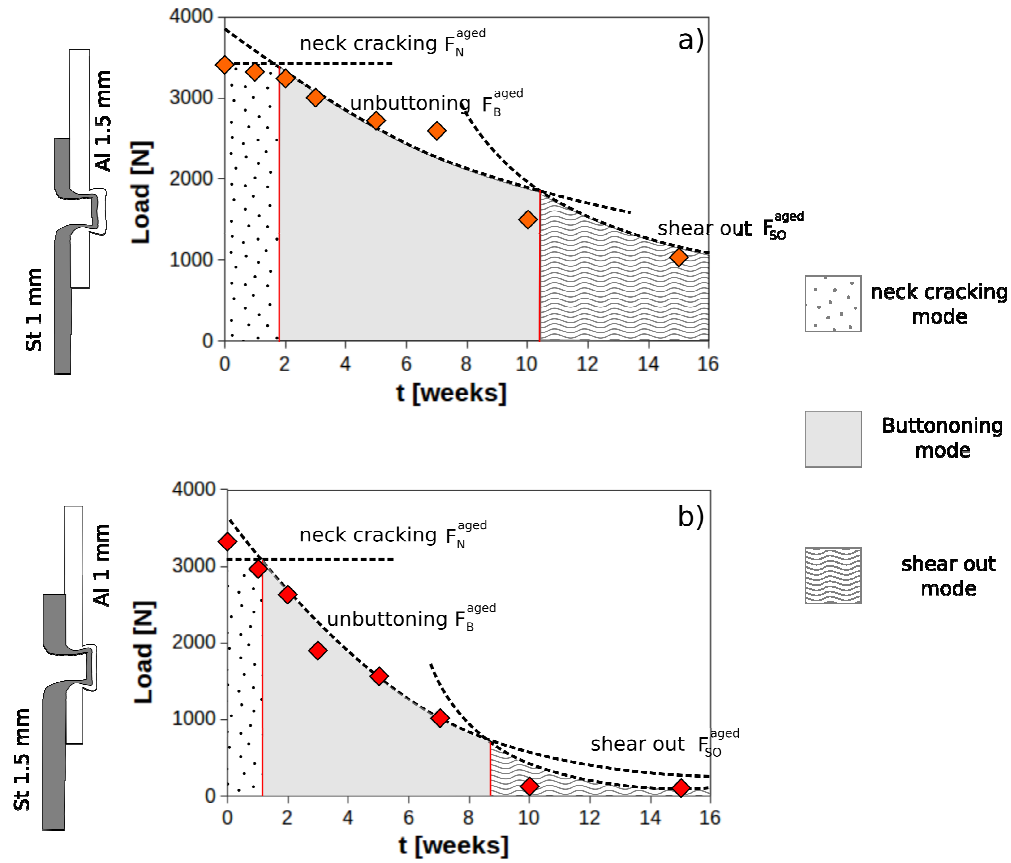 a)
4000
3000
2000
1000
0
Load [N]
neck cracking F_N^aged
unbuttoning F_B^aged
shear out F_SO^aged
0 2 4 6 8 10 12 14 16
t [weeks]
Al 1.5 mm
St 1 mm
neck cracking
mode
Buttononing
mode
shear out
mode
b)
4000
3000
2000
1000
0
Load [N]
neck cracking F_N^aged
unbuttoning F_B^aged
shear out F_SO^aged
0 2 4 6 8 10 12 14 16
t [weeks]
Al 1 mm
St 1.5 mm